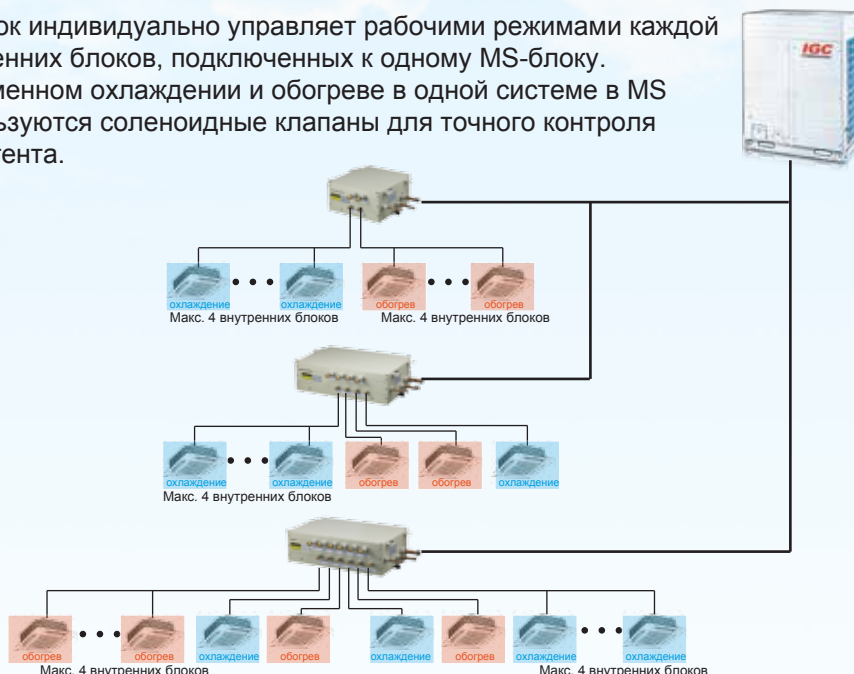 ок индивидуально управляет рабочими режимами каждой
енних блоков, подключенных к одному MS-блоку.
менном охлаждении и обогреве в одной системе в MS
ьзуются соленоидные клапаны для точного контроля
гента.
IGC
охлаждение охлаждение обогрев обогрев
Макс. 4 внутренних блоков Макс. 4 внутренних блоков
охлаждение охлаждение обогрев обогрев охлаждение
Макс. 4 внутренних блоков
обогрев обогрев охлаждение обогрев охлаждение обогрев охлаждение охлаждение
Макс. 4 внутренних блоков Макс. 4 внутренних блоков